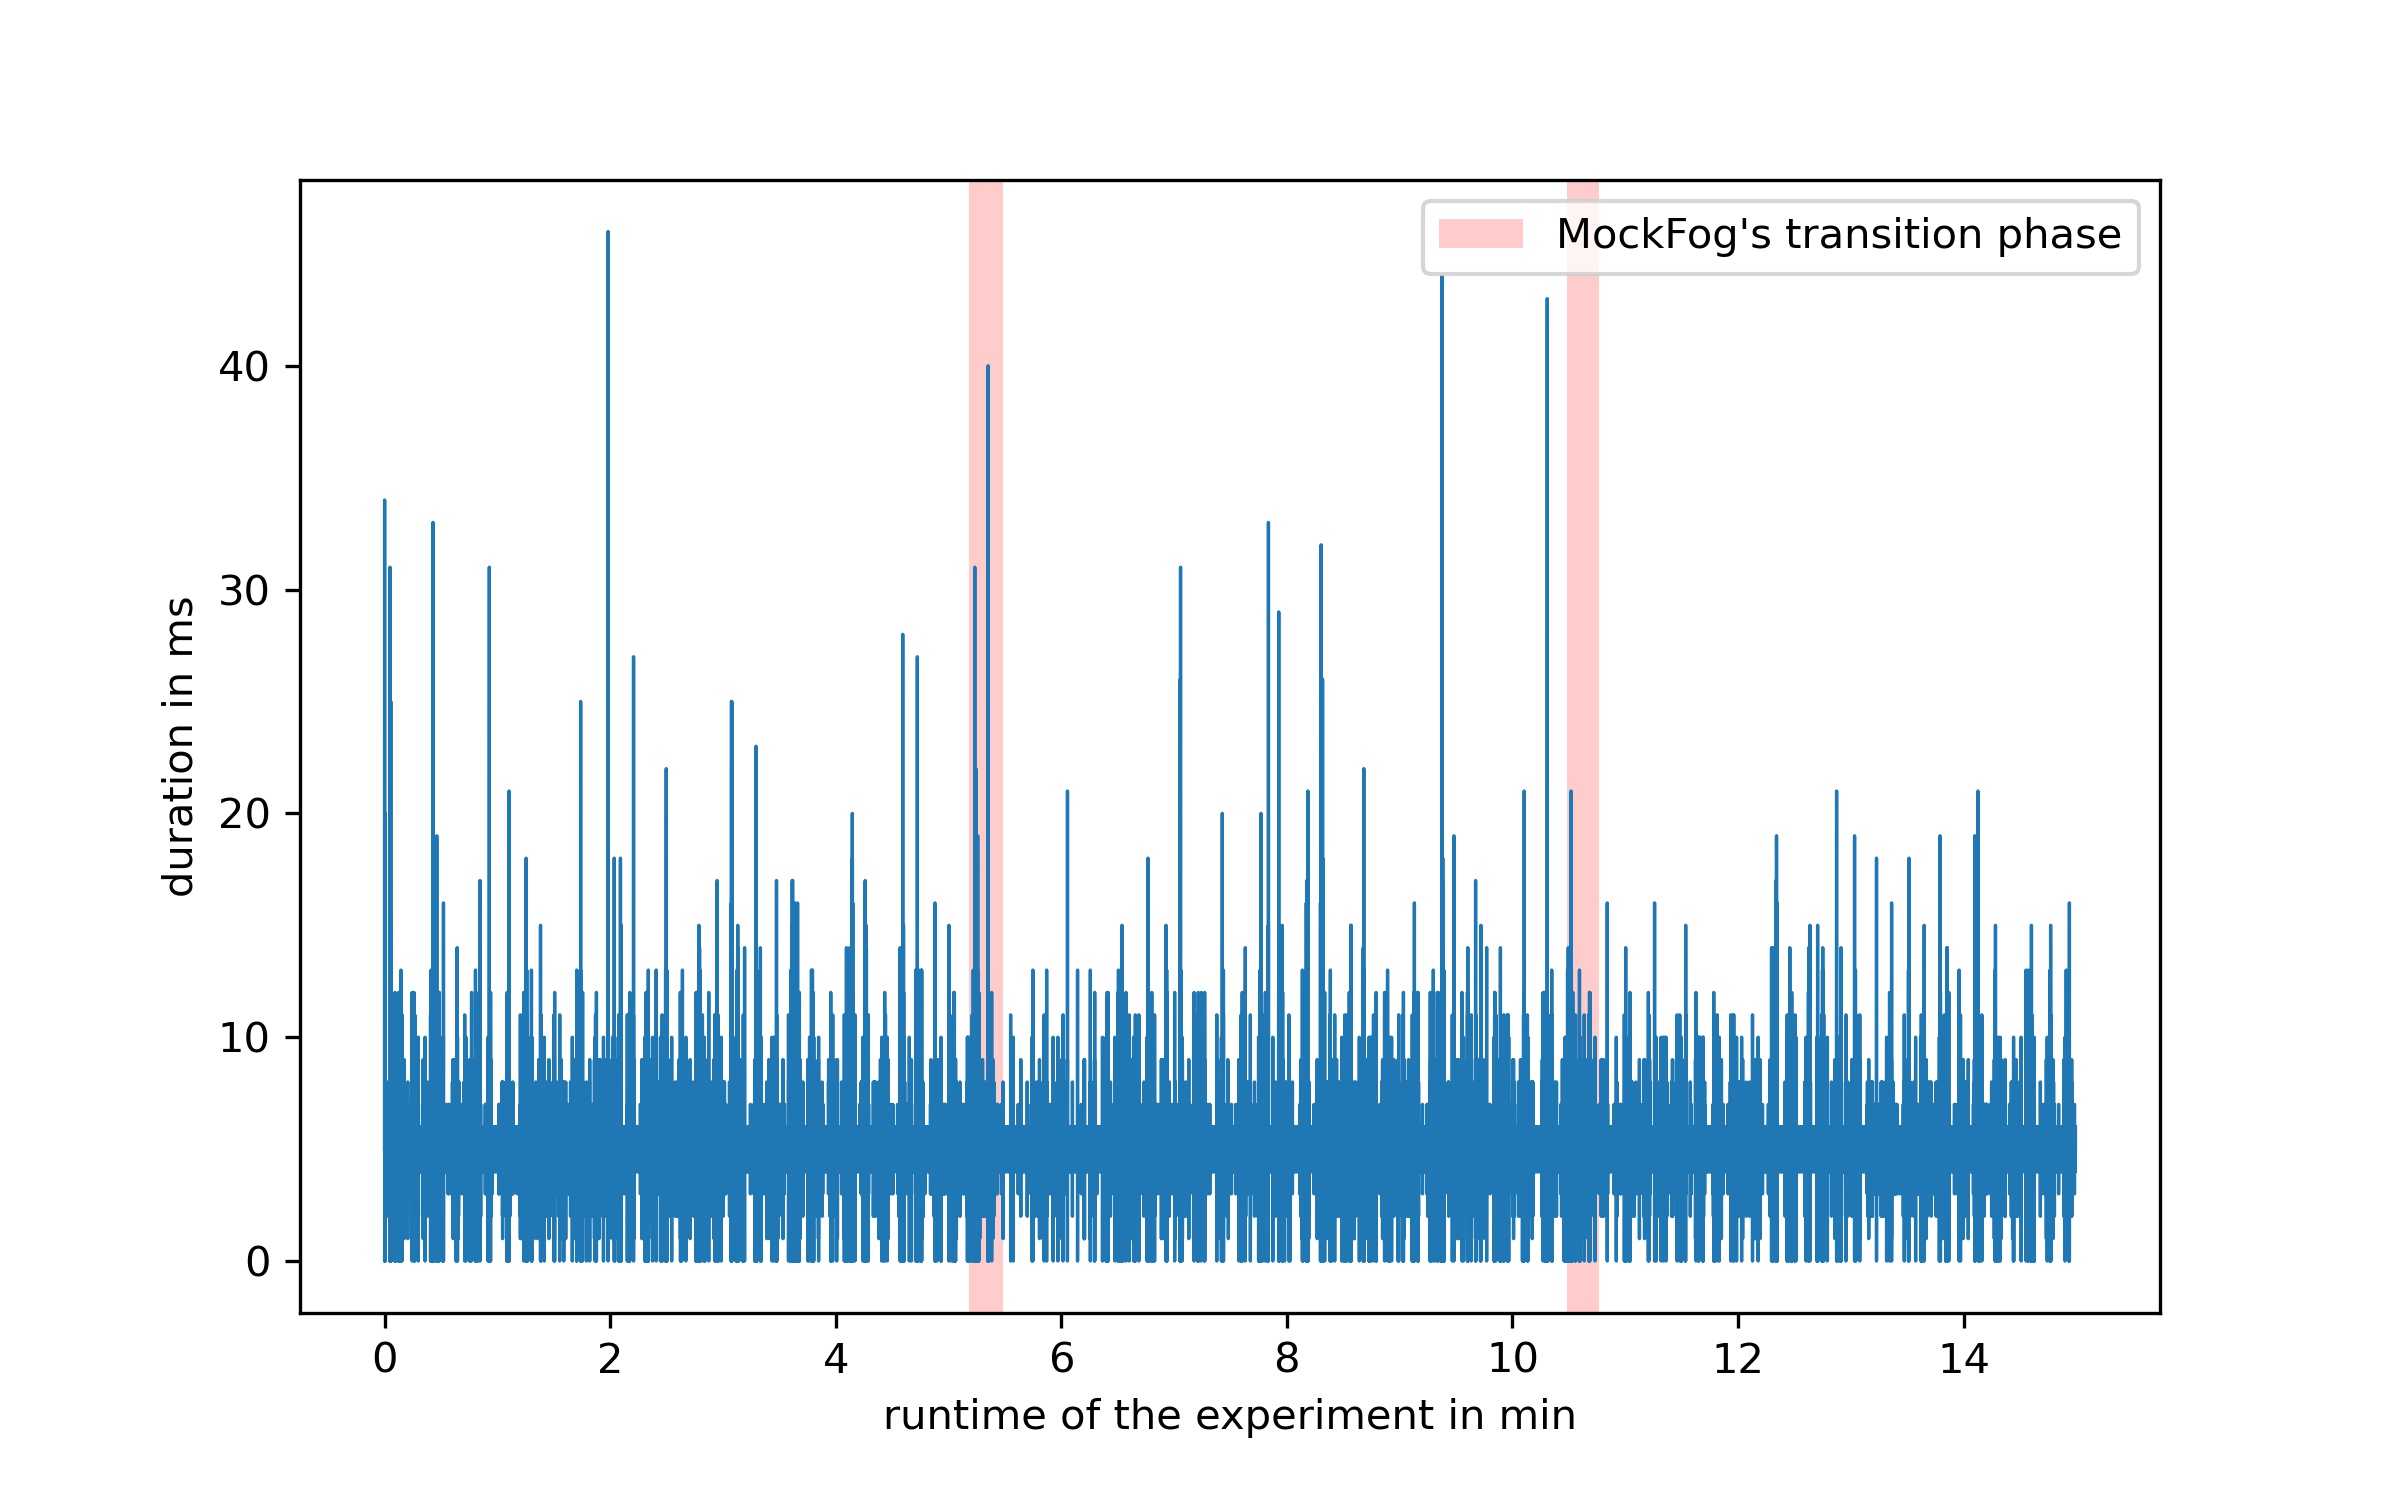 MockFog's transition phase
40
30
20
10
0
duration in ms
0 2 4 6 8 10 12 14
runtime of the experiment in min